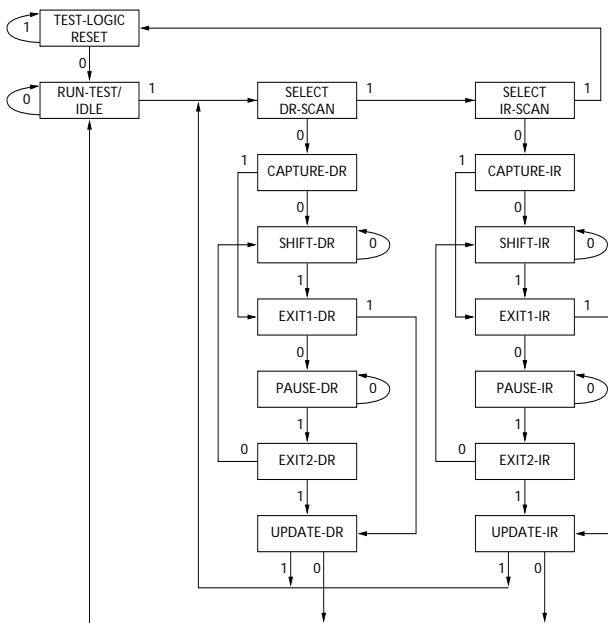 TEST-LOGIC
RESET
1
0
RUN-TEST/
IDLE
0
1
SELECT
DR-SCAN
1
SELECT
IR-SCAN
1
0
0
1
CAPTURE-DR
1
CAPTURE-IR
0
0
SHIFT-DR
0
SHIFT-IR
0
1
1
EXIT1-DR
1
EXIT1-IR
1
0
0
PAUSE-DR
0
PAUSE-IR
0
1
1
0
EXIT2-DR
0
EXIT2-IR
1
1
UPDATE-DR
UPDATE-IR
1
0
1
0